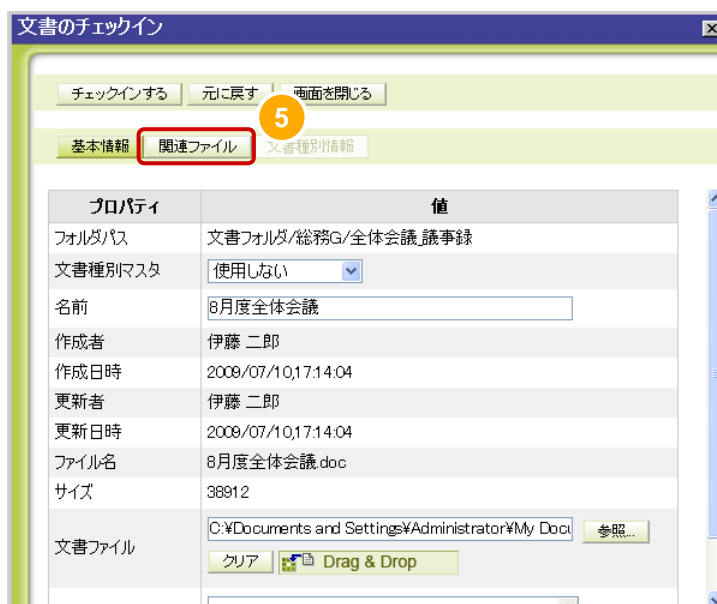 文書のチェックイン
チェックインする 元に戻す 画面を閉じる
5
基本情報 関連ファイル 文書種別情報
プロパティ 値
フォルダパス 文書フォルダ/総務G/全体会議_議事録
文書種別マスタ 使用しない
名前 8月度全体会議
作成者 伊藤 二郎
作成日時 2009/07/10,17:14:04
更新者 伊藤 二郎
更新日時 2009/07/10,17:14:04
ファイル名 8月度全体会議.doc
サイズ 38912
文書ファイル C:¥Documents and Settings¥Administrator¥My Docu 参照...
クリア Drag & Drop